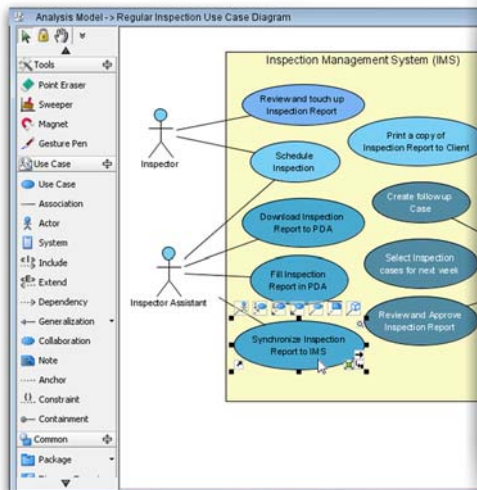 Analysis Model -> Regular Inspection Use Case Diagram
Tools
Point Eraser
Sweeper
Magnet
Gesture Pen
Use Case
Use Case
Association
Actor
System
Include
Extend
Dependency
Generalization
Collaboration
Note
Anchor
Constraint
Containment
Common
Package
Inspection Management System (IMS)
Review and touch up
Inspection Report
Print a copy of
Inspection Report to Client
Inspector
Schedule
Inspection
Create follow up
Case
Download Inspection
Report to PDA
Select Inspection
cases for next week
Fill Inspection
Report in PDA
Inspector Assistant
Review and Approve
Inspection Report
Synchronize Inspection
Report to IMS